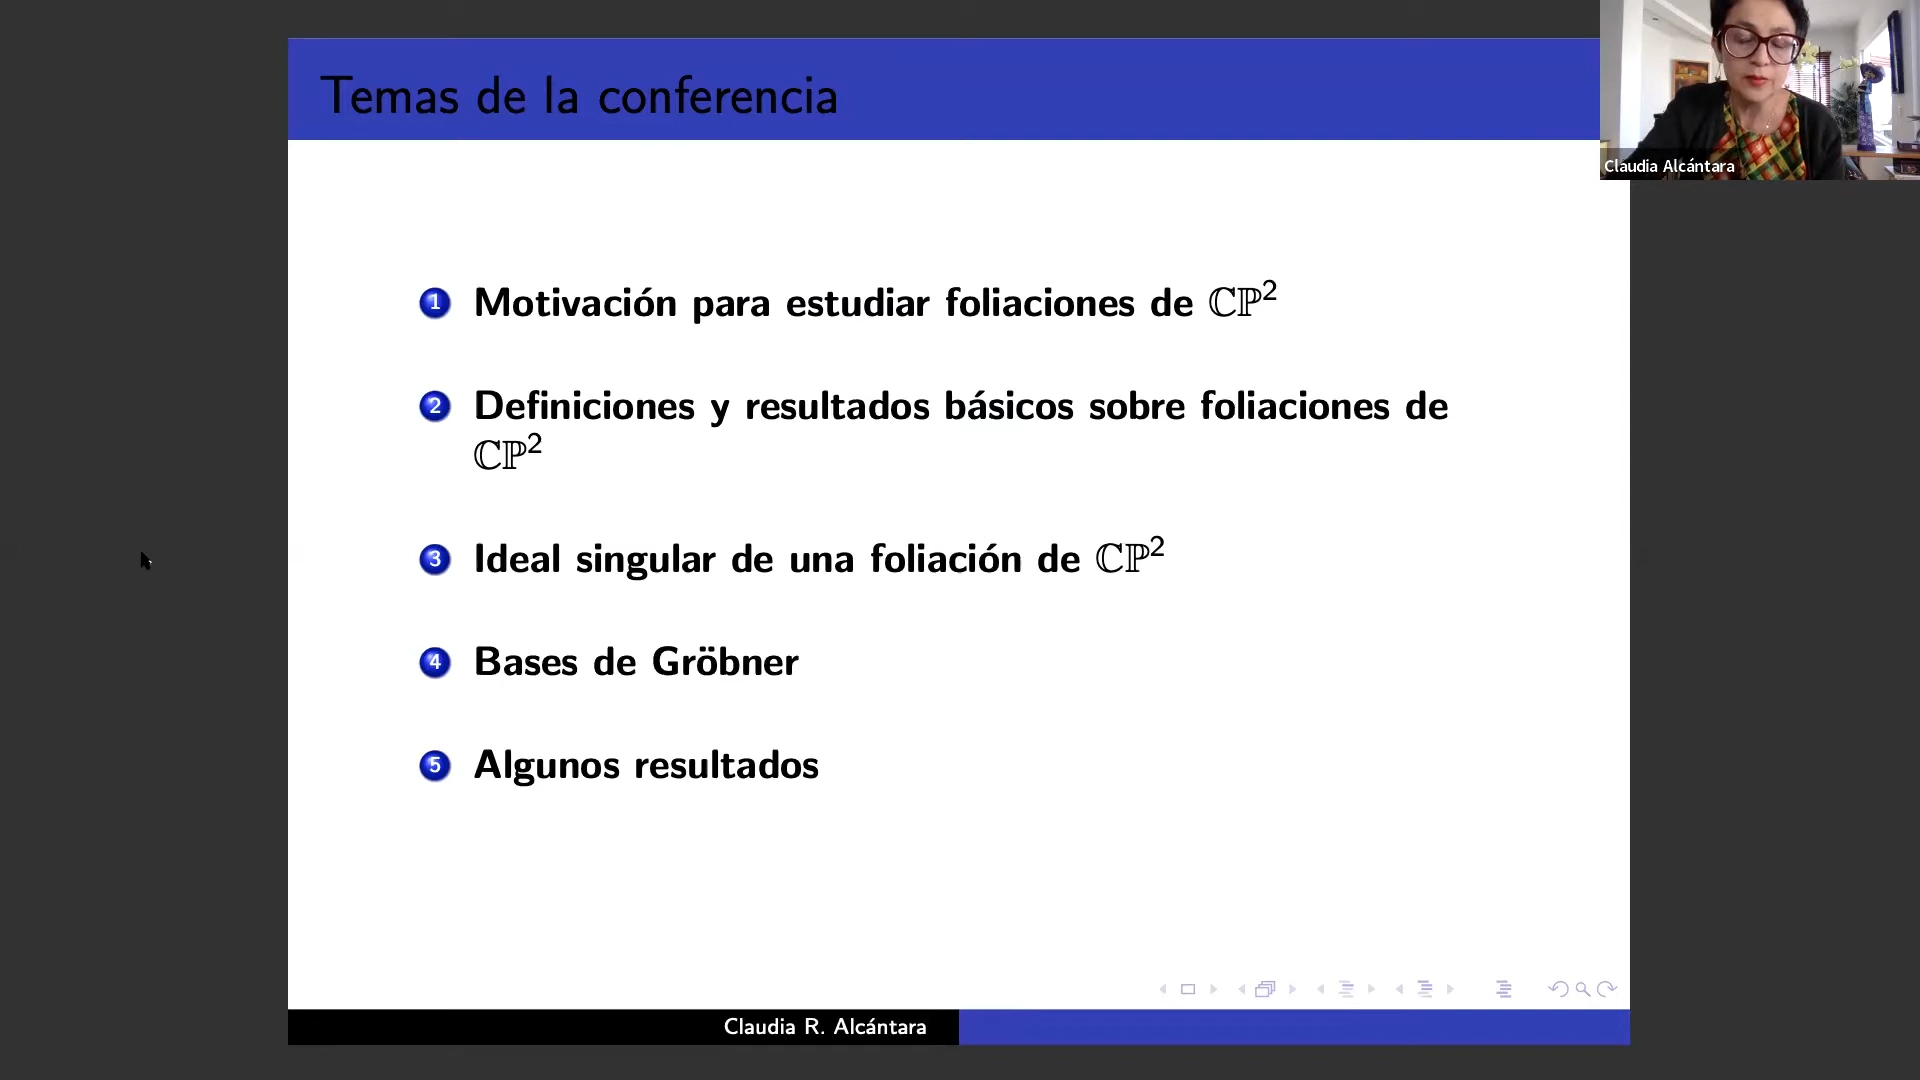 Temas de la conferencia
Claudia Alcántara
1 Motivación para estudiar foliaciones de ℂℙ²
2 Definiciones y resultados básicos sobre foliaciones de
ℂℙ²
3 Ideal singular de una foliación de ℂℙ²
4 Bases de Gröbner
5 Algunos resultados
Claudia R. Alcántara